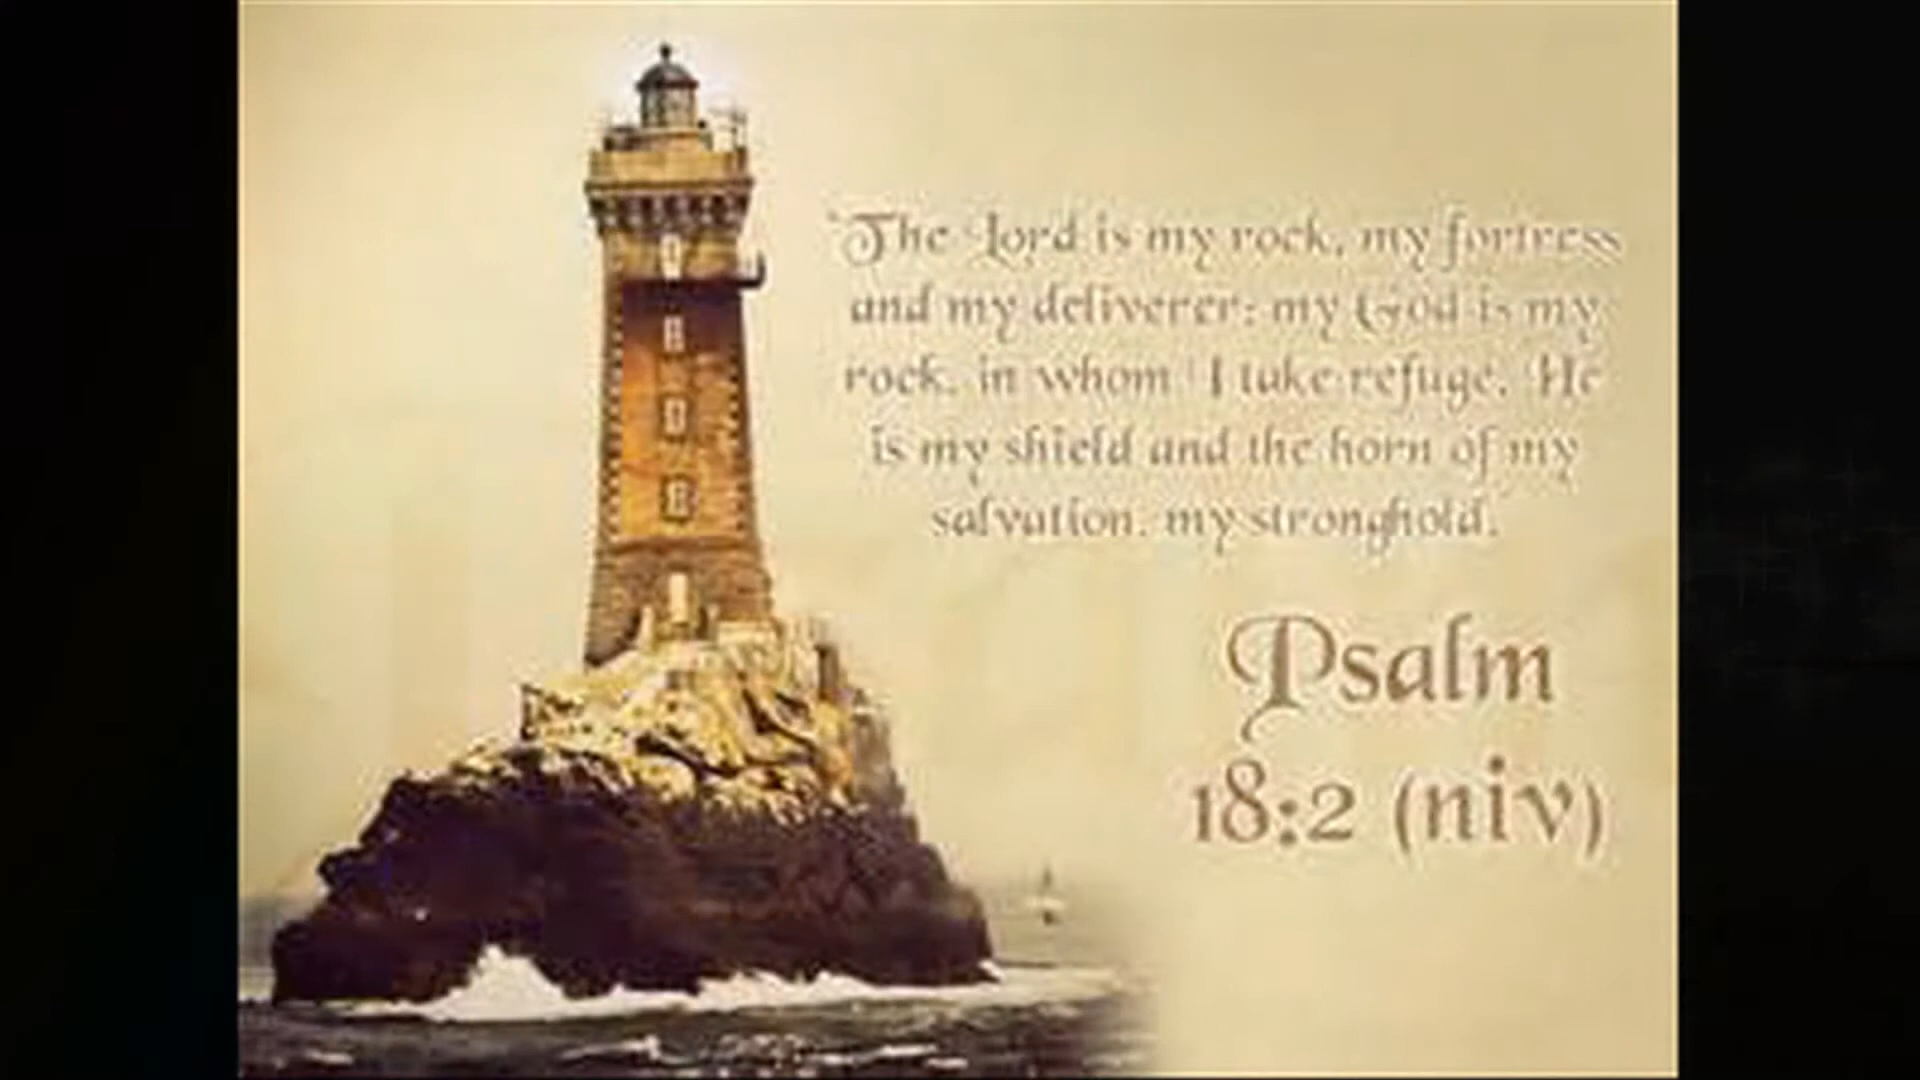 "The Lord is my rock, my fortress
and my deliverer; my God is my
rock, in whom I take refuge. He
is my shield and the horn of my
salvation, my stronghold.
Psalm
18:2 (niv)